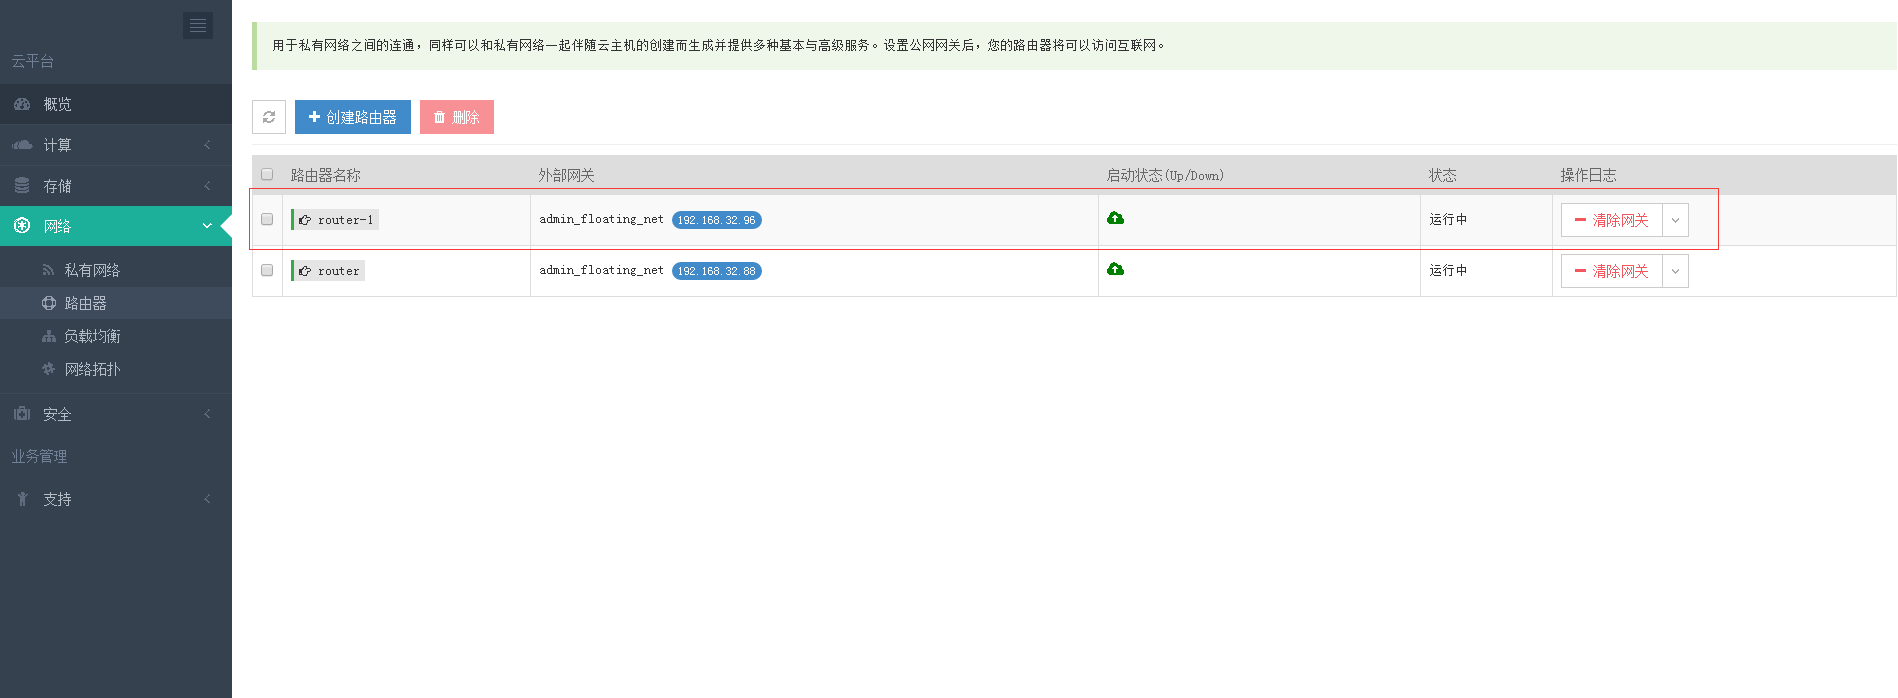 云平台
概览
计算
存储
网络
私有网络
路由器
负载均衡
网络拓扑
安全
业务管理
支持
用于私有网络之间的连通，同样可以和私有网络一起伴随云主机的创建而生成并提供多种基本与高级服务。设置公网网关后，您的路由器将可以访问互联网。
创建路由器 删除
路由器名称 外部网关 启动状态(Up/Down) 状态 操作日志
router-1 admin_floating_net 192.168.32.96 运行中 清除网关
router admin_floating_net 192.168.32.88 运行中 清除网关